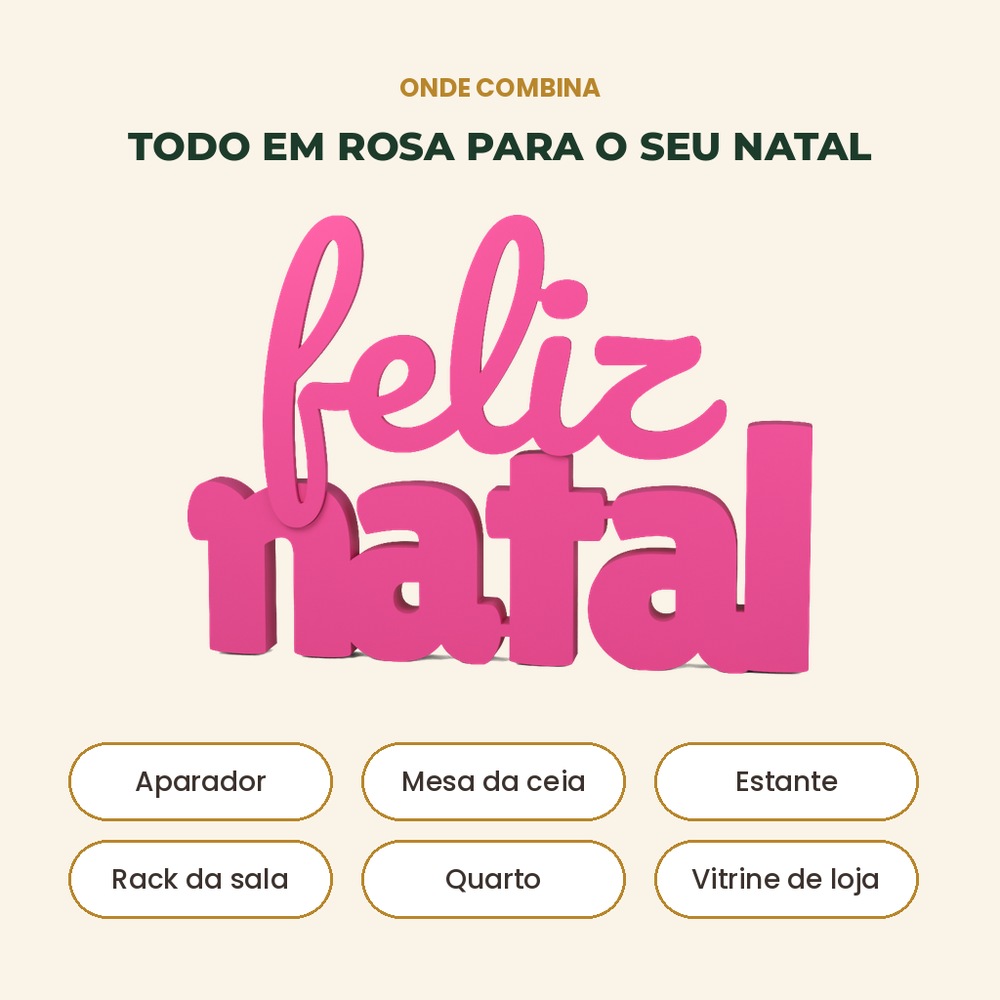 ONDE COMBINA
TODO EM ROSA PARA O SEU NATAL
feliz
natal
Aparador
Mesa da ceia
Estante
Rack da sala
Quarto
Vitrine de loja